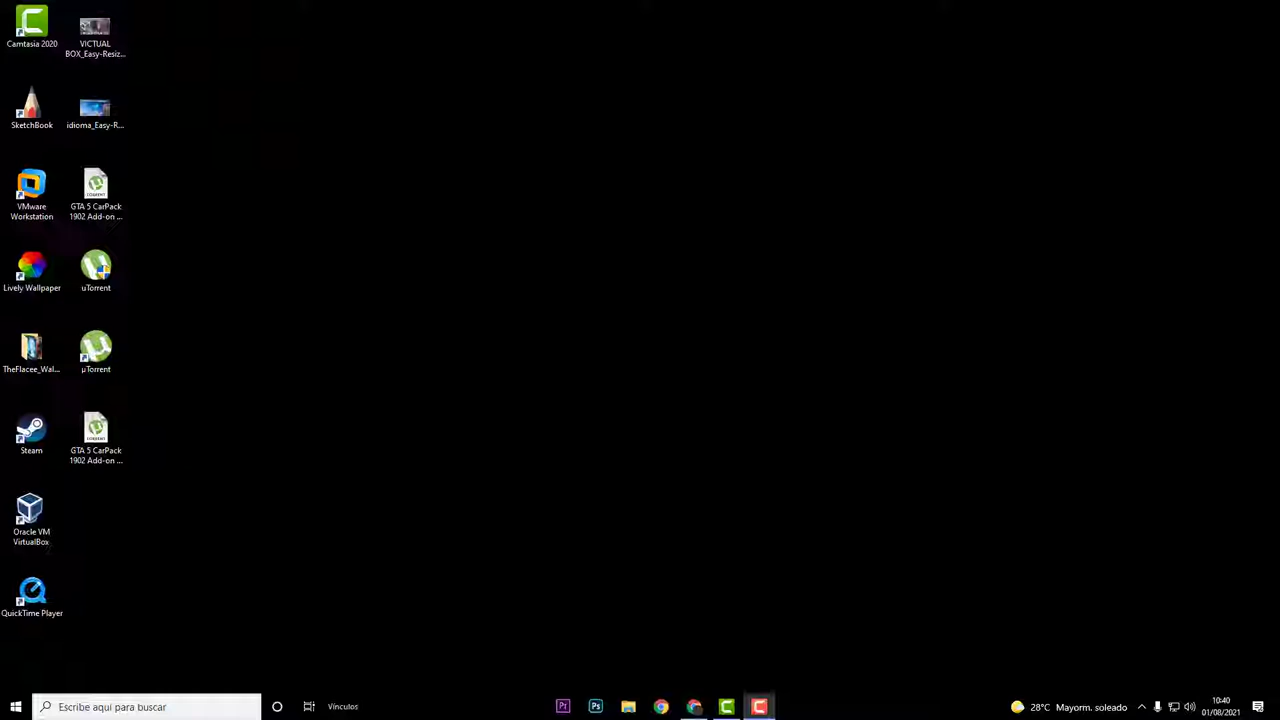 Camtasia 2020
VICTUAL
BOX_Easy-Resiz...
SketchBook
idioma_Easy-R...
VMware
Workstation
GTA 5 CarPack
1902 Add-on ...
Lively Wallpaper
uTorrent
TheFlacee_Wal...
µTorrent
Steam
GTA 5 CarPack
1902 Add-on ...
Oracle VM
VirtualBox
QuickTime Player
Escribe aquí para buscar
Vínculos
Pr
Ps
28°C Mayorm. soleado
10:40
01/08/2021